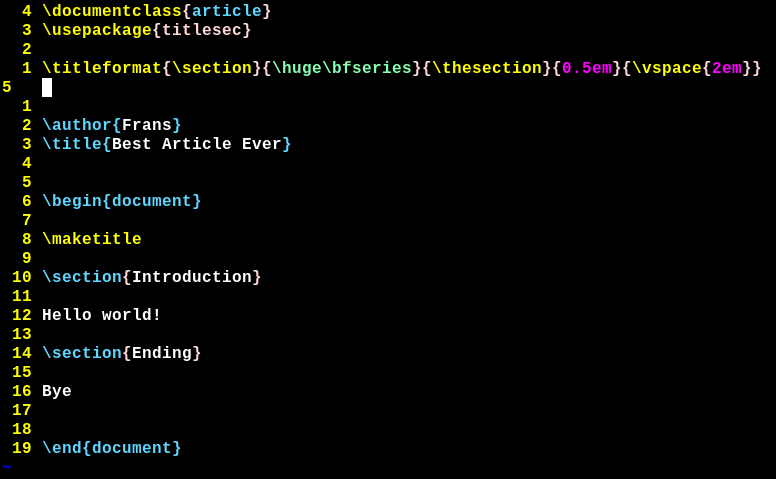 4 \documentclass{article}
3 \usepackage{titlesec}
2
1 \titleformat{\section}{\huge\bfseries}{\thesection}{0.5em}{\vspace{2em}}
5
1
2 \author{Frans}
3 \title{Best Article Ever}
4
5
6 \begin{document}
7
8 \maketitle
9
10 \section{Introduction}
11
12 Hello world!
13
14 \section{Ending}
15
16 Bye
17
18
19 \end{document}
~